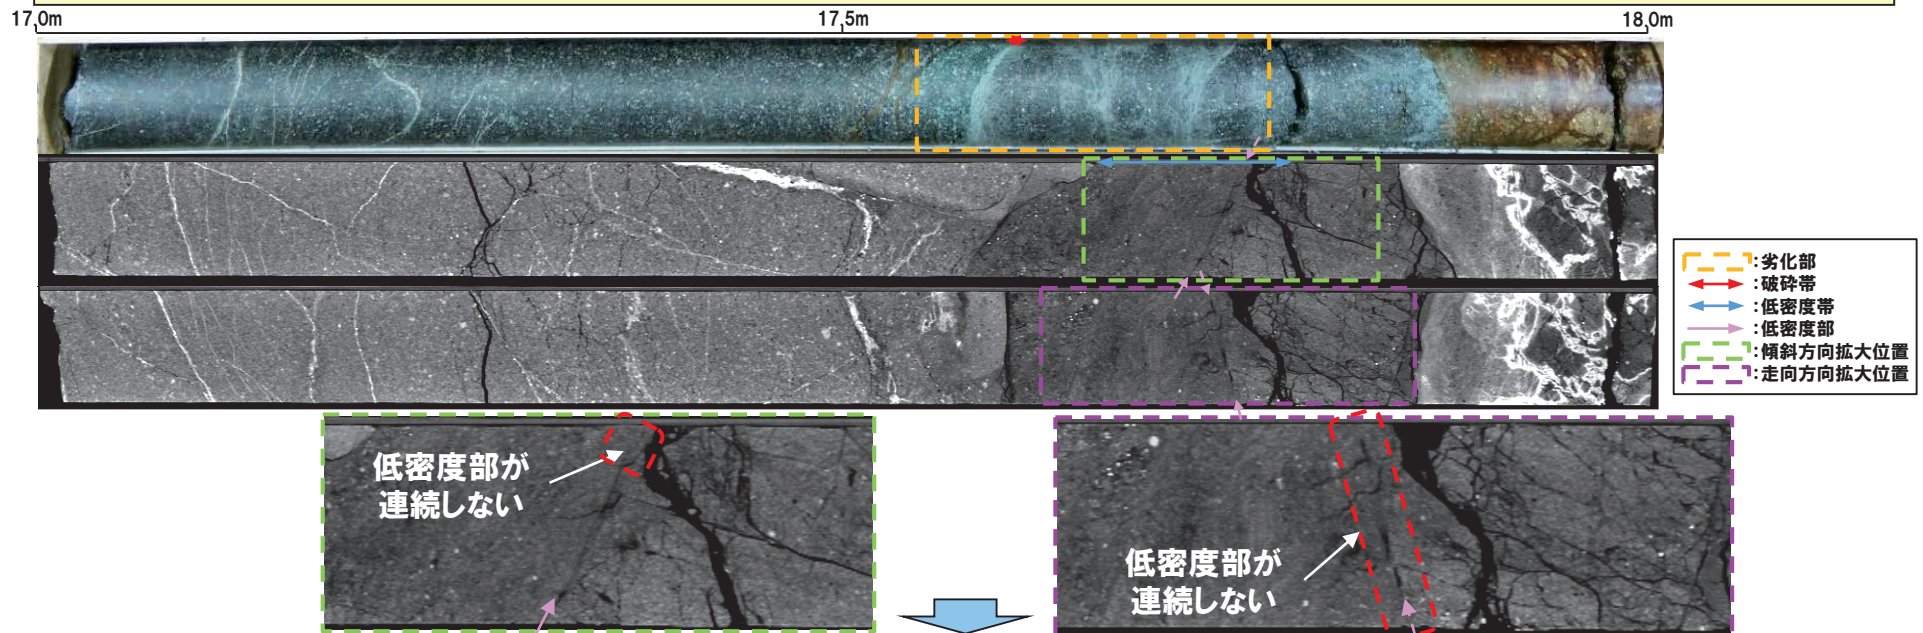 17.0m
17.5m
18.0m
:劣化部
:破砕帯
:低密度帯
:低密度部
:傾斜方向拡大位置
:走向方向拡大位置
低密度部が
連続しない
低密度部が
連続しない